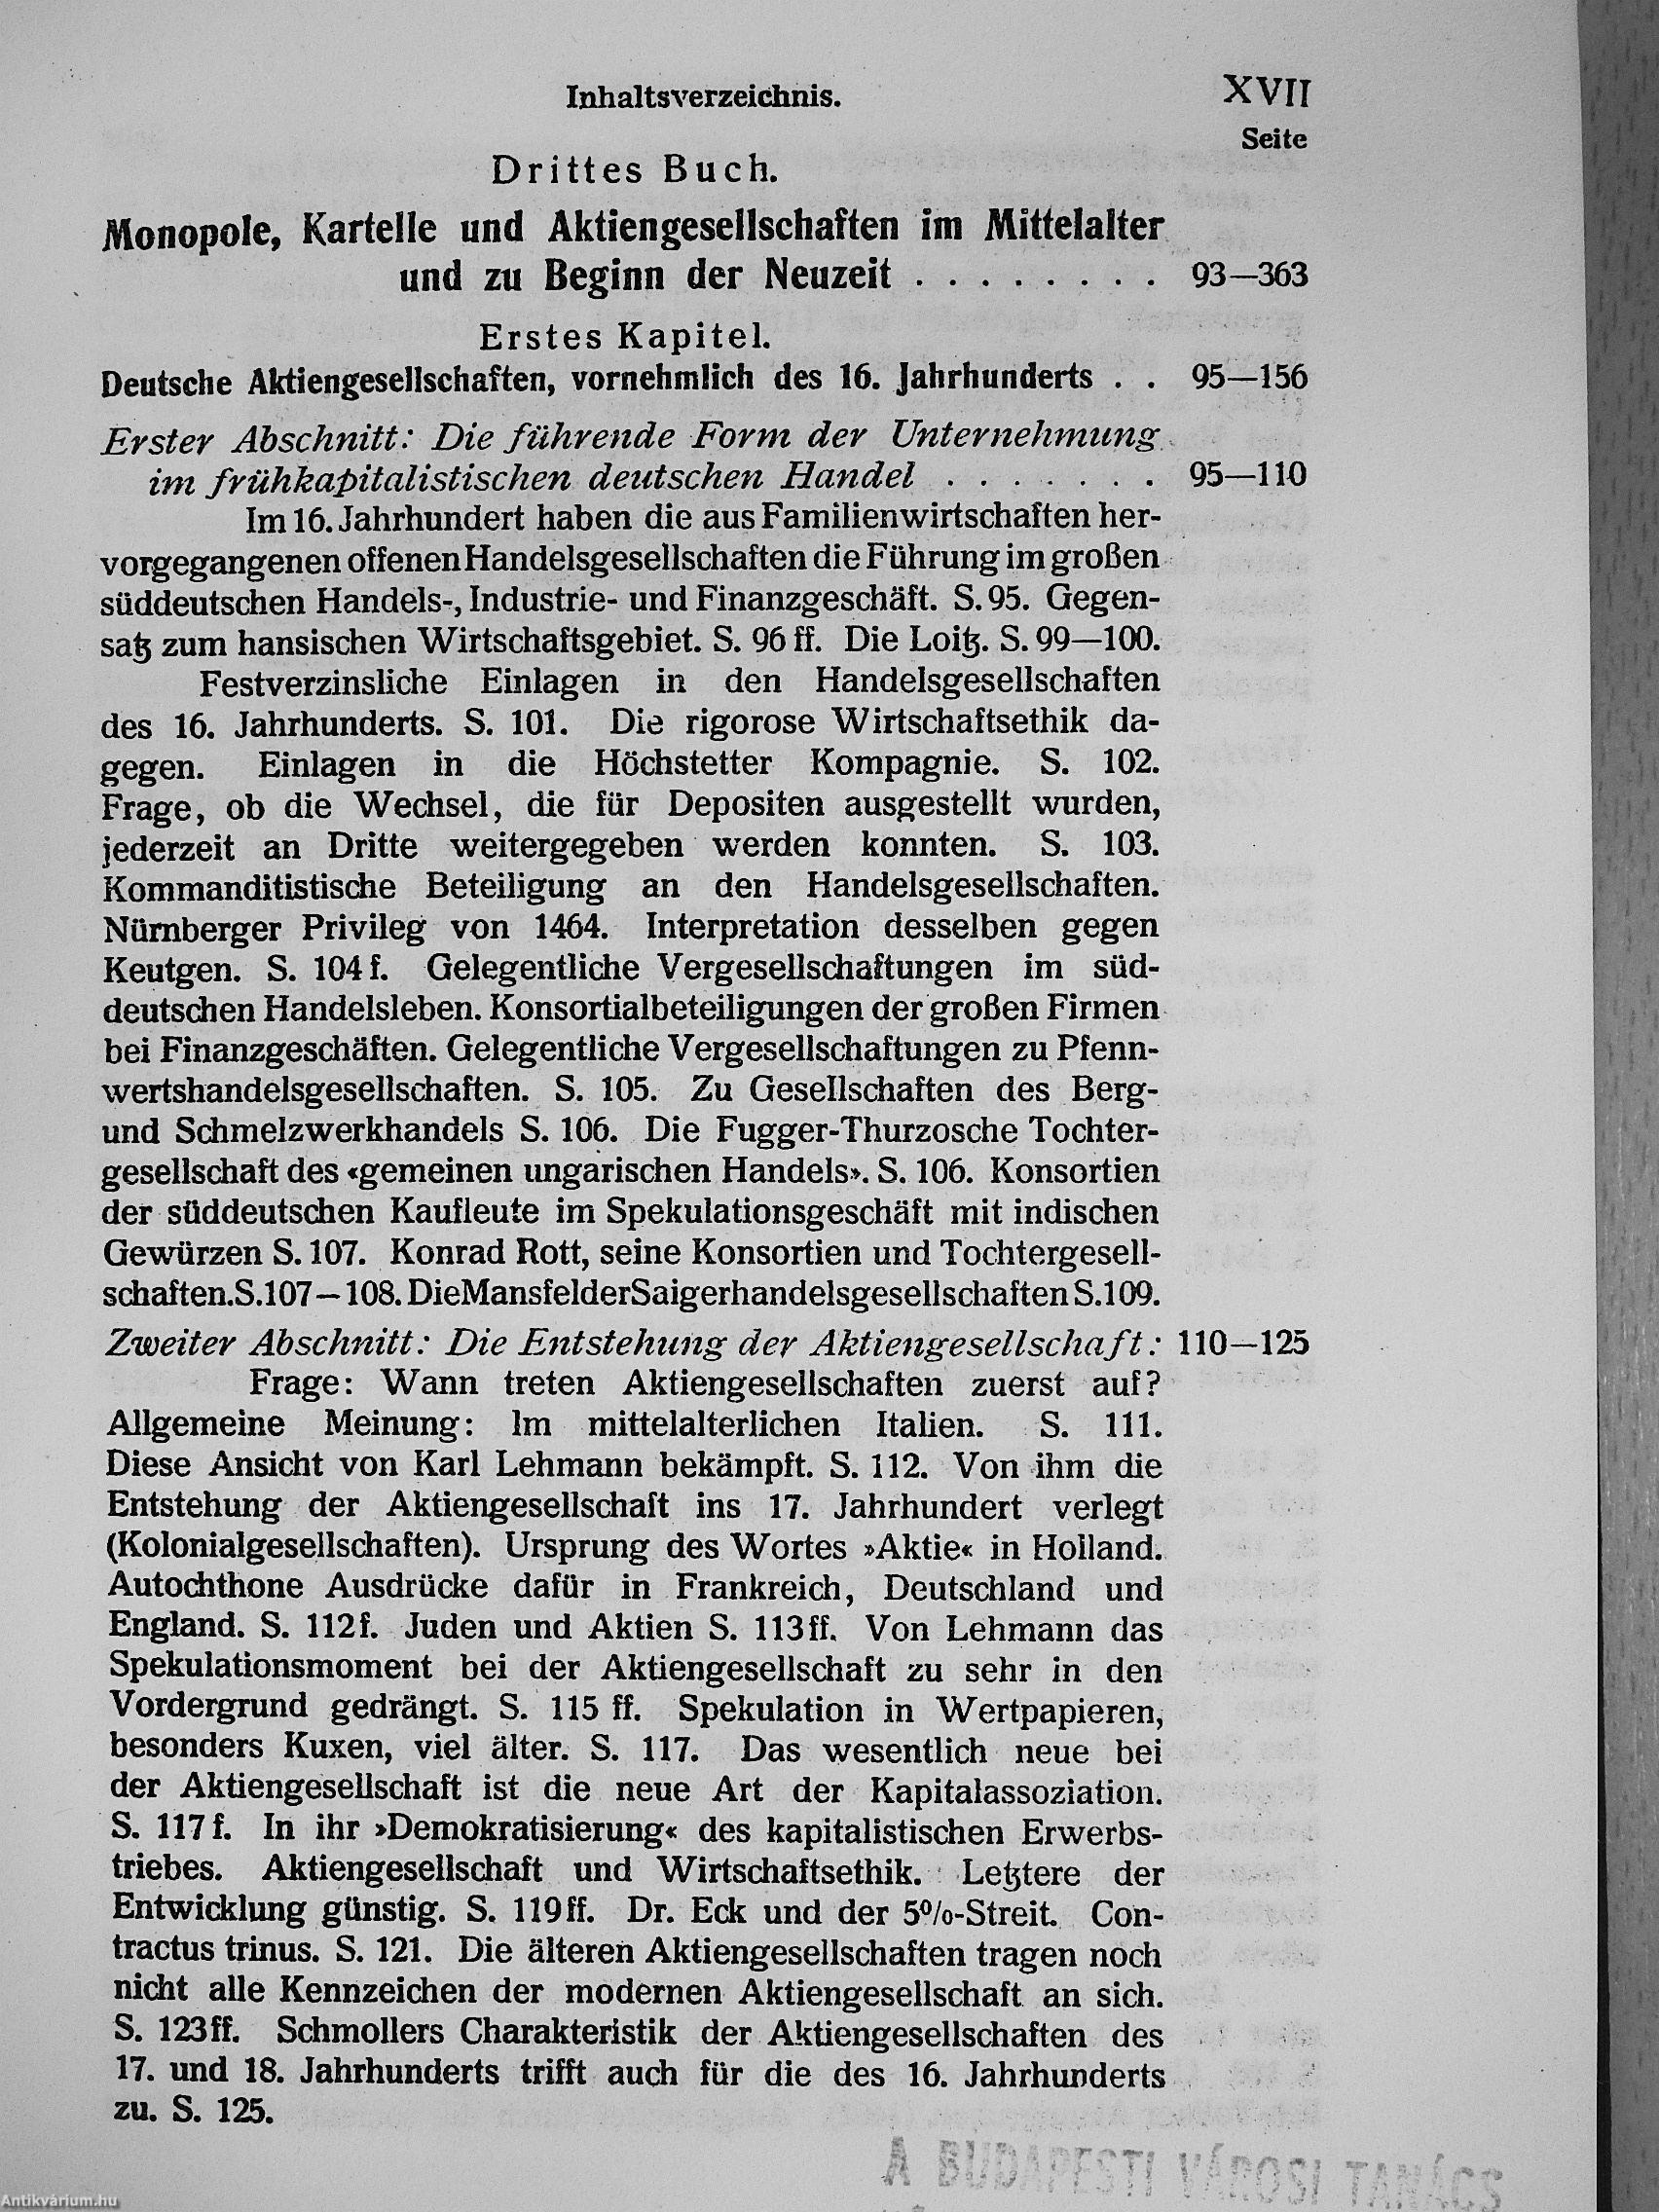 Inhaltsverzeichnis. XVII
Seite
Drittes Buch.
Monopole, Kartelle und Aktiengesellschaften im Mittelalter
und zu Beginn der Neuzeit . . . . . . . . 93—363
Erstes Kapitel.
Deutsche Aktiengesellschaften, vornehmlich des 16. Jahrhunderts . . 95—156
Erster Abschnitt: Die führende Form der Unternehmung
im frühkapitalistischen deutschen Handel . . . . . . . 95—110
Im 16. Jahrhundert haben die aus Familienwirtschaften her-
vorgegangenen offenen Handelsgesellschaften die Führung im großen
süddeutschen Handels-, Industrie- und Finanzgeschäft. S. 95. Gegen-
satz zum hansischen Wirtschaftsgebiet. S. 96 ff. Die Loitz. S. 99—100.
Festverzinsliche Einlagen in den Handelsgesellschaften
des 16. Jahrhunderts. S. 101. Die rigorose Wirtschaftsethik da-
gegen. Einlagen in die Höchstetter Kompagnie. S. 102.
Frage, ob die Wechsel, die für Depositen ausgestellt wurden,
jederzeit an Dritte weitergegeben werden konnten. S. 103.
Kommanditistische Beteiligung an den Handelsgesellschaften.
Nürnberger Privileg von 1464. Interpretation desselben gegen
Keutgen. S. 104 f. Gelegentliche Vergesellschaftungen im süd-
deutschen Handelsleben. Konsortialbeteiligungen der großen Firmen
bei Finanzgeschäften. Gelegentliche Vergesellschaftungen zu Pfenn-
wertshandelsgesellschaften. S. 105. Zu Gesellschaften des Berg-
und Schmelzwerkhandels S. 106. Die Fugger-Thurzosche Tochter-
gesellschaft des «gemeinen ungarischen Handels». S. 106. Konsortien
der süddeutschen Kaufleute im Spekulationsgeschäft mit indischen
Gewürzen S. 107. Konrad Rott, seine Konsortien und Tochtergesell-
schaften. S. 107—108. Die Mansfelder Saigerhandelsgesellschaften S. 109.
Zweiter Abschnitt: Die Entstehung der Aktiengesellschaft: 110—125
Frage: Wann treten Aktiengesellschaften zuerst auf?
Allgemeine Meinung: Im mittelalterlichen Italien. S. 111.
Diese Ansicht von Karl Lehmann bekämpft. S. 112. Von ihm die
Entstehung der Aktiengesellschaft ins 17. Jahrhundert verlegt
(Kolonialgesellschaften). Ursprung des Wortes »Aktie« in Holland.
Autochthone Ausdrücke dafür in Frankreich, Deutschland und
England. S. 112 f. Juden und Aktien S. 113 ff. Von Lehmann das
Spekulationsmoment bei der Aktiengesellschaft zu sehr in den
Vordergrund gedrängt. S. 115 ff. Spekulation in Wertpapieren,
besonders Kuxen, viel älter. S. 117. Das wesentlich neue bei
der Aktiengesellschaft ist die neue Art der Kapitalassoziation.
S. 117 f. In ihr »Demokratisierung« des kapitalistischen Erwerbs-
triebes. Aktiengesellschaft und Wirtschaftsethik. Letztere der
Entwicklung günstig. S. 119 ff. Dr. Eck und der 5%-Streit. Con-
tractus trinus. S. 121. Die älteren Aktiengesellschaften tragen noch
nicht alle Kennzeichen der modernen Aktiengesellschaft an sich.
S. 123 ff. Schmollers Charakteristik der Aktiengesellschaften des
17. und 18. Jahrhunderts trifft auch für die des 16. Jahrhunderts
zu. S. 125.
A BUDAPESTI VÁROSI TANÁCS
Antikvárium.hu